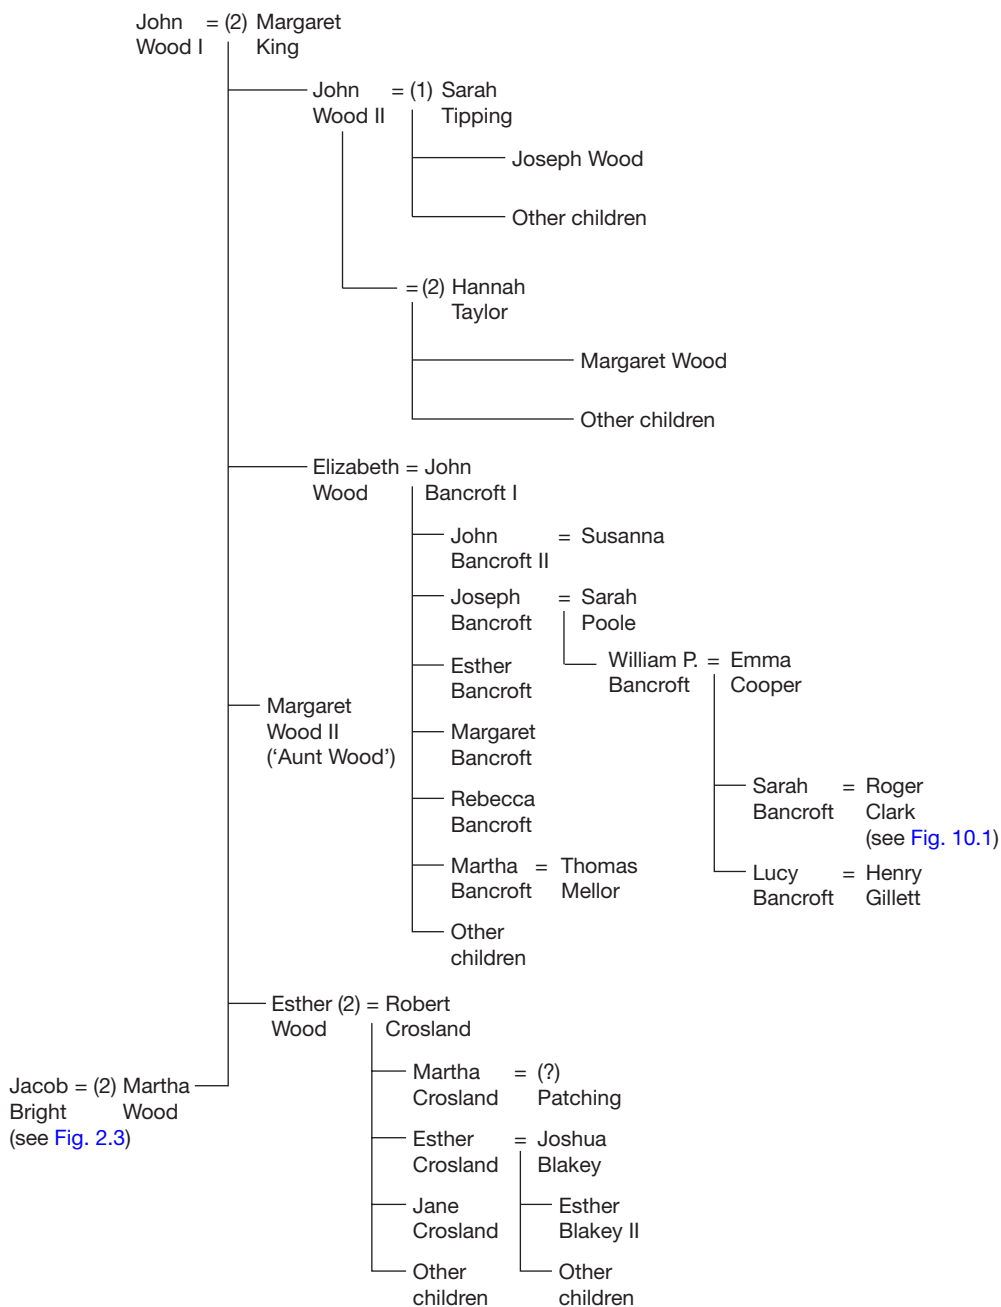 John = (2) Margaret
Wood I King
John = (1) Sarah
Wood II Tipping
Joseph Wood
Other children
= (2) Hannah
Taylor
Margaret Wood
Other children
Elizabeth = John
Wood Bancroft I
John = Susanna
Bancroft II
Joseph = Sarah
Bancroft Poole
William P. = Emma
Bancroft Cooper
Esther
Bancroft
Margaret
Wood II
(‘Aunt Wood’)
Margaret
Bancroft
Sarah = Roger
Bancroft Clark
(see Fig. 10.1)
Rebecca
Bancroft
Martha = Thomas
Bancroft Mellor
Lucy = Henry
Bancroft Gillett
Other
children
Esther (2) = Robert
Wood Crosland
Jacob = (2) Martha
Bright Wood
(see Fig. 2.3)
Martha = (?)
Crosland Patching
Esther = Joshua
Crosland Blakey
Jane
Crosland
Esther
Blakey II
Other
children
Other
children